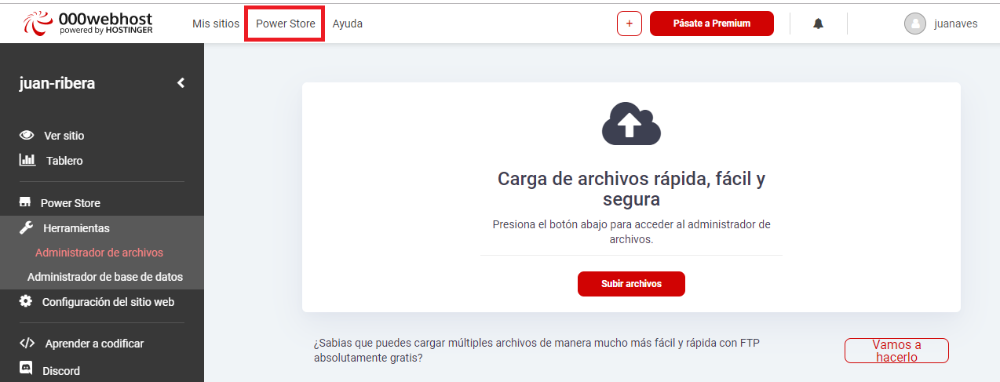 000webhost
powered by HOSTINGER
Mis sitios
Power Store
Ayuda
+
Pásate a Premium
juanaves
juan-ribera
Ver sitio
Tablero
Power Store
Herramientas
Administrador de archivos
Administrador de base de datos
Configuración del sitio web
Aprender a codificar
Discord
Carga de archivos rápida, fácil y
segura
Presiona el botón abajo para acceder al administrador de
archivos.
Subir archivos
¿Sabias que puedes cargar múltiples archivos de manera mucho más fácil y rápida con FTP
absolutamente gratis?
Vamos a
hacerlo